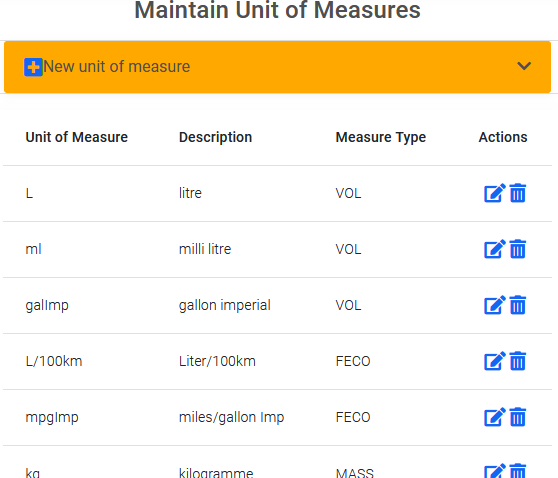 Maintain Unit of Measures
New unit of measure
Unit of Measure Description Measure Type Actions
L litre VOL
ml milli litre VOL
galImp gallon imperial VOL
L/100km Liter/100km FECO
mpgImp miles/gallon Imp FECO
kg kilogramme MASS